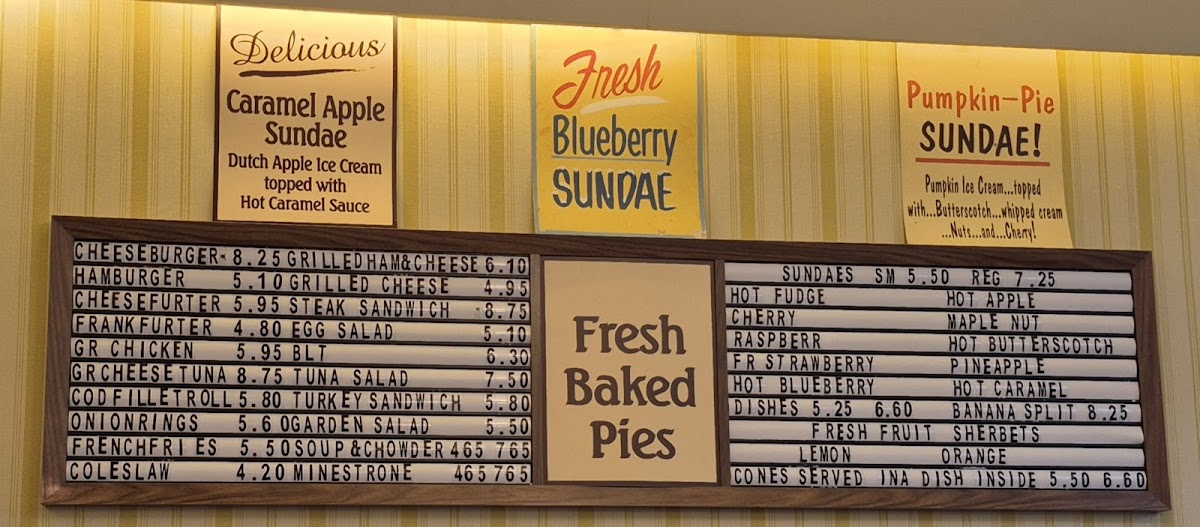 Delicious
Caramel Apple
Sundae
Dutch Apple Ice Cream
topped with
Hot Caramel Sauce
Fresh
Blueberry
SUNDAE
Pumpkin-Pie
SUNDAE!
Pumpkin Ice Cream...topped
with...Butterscotch...whipped cream
...Nuts...and...Cherry!
CHEESEBURGER- 8.25 GRILLED HAM&CHEESE 6.10
HAMBURGER 5.10 GRILLED CHEESE 4.95
CHEESEFURTER 5.95 STEAK SANDWICH -8.75
FRANKFURTER 4.80 EGG SALAD 5.10
GR CHICKEN 5.95 BLT 6.30
GRCHEESETUNA 8.75 TUNA SALAD 7.50
COD FILLET ROLL 5.80 TURKEY SANDWICH 5.80
ONION RINGS 5.60 GARDEN SALAD 5.50
FRENCH FRIES 5.50 SOUP & CHOWDER 465 765
COLESLAW 4.20 MINESTRONE 465 765
Fresh
Baked
Pies
SUNDAES SM 5.50 REG 7.25
HOT FUDGE HOT APPLE
CHERRY MAPLE NUT
RASPBERR HOT BUTTERSCOTCH
FR STRAWBERRY PINEAPPLE
HOT BLUEBERRY HOT CARAMEL
DISHES 5.25 6.60 BANANA SPLIT 8.25
FRESH FRUIT SHERBETS
LEMON ORANGE
CONES SERVED INA DISH INSIDE 5.50 6.60